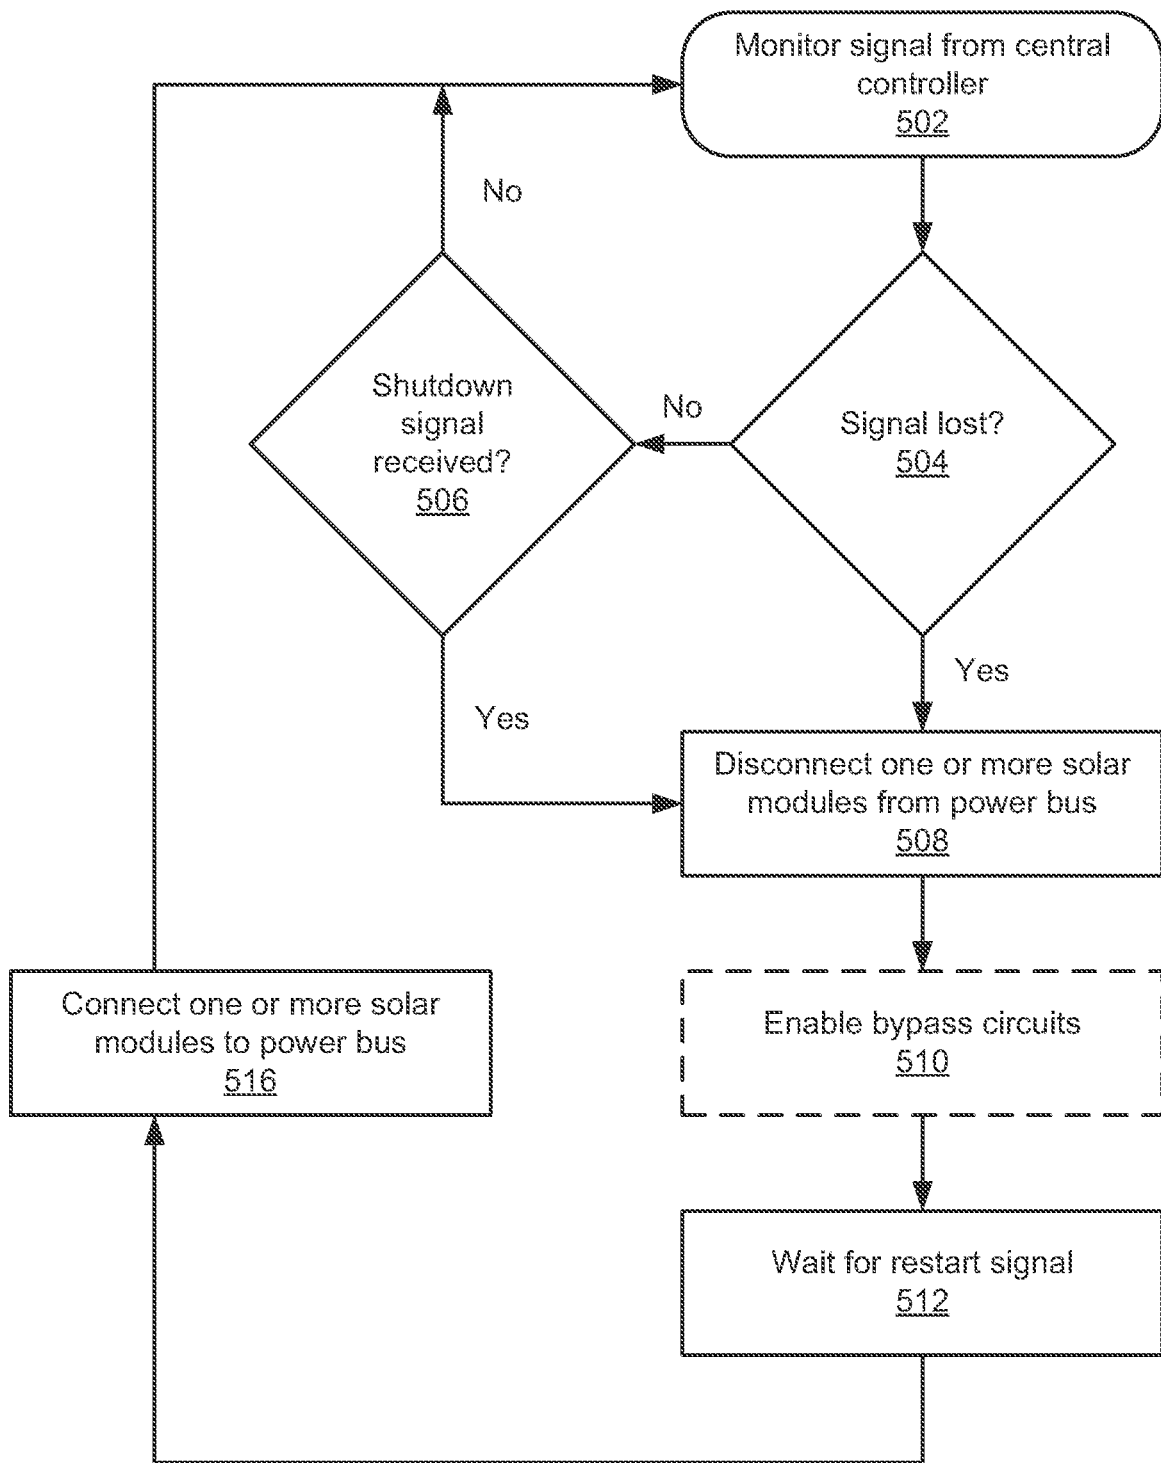 Monitor signal from central
controller
502
No
Shutdown
signal
received?
506
No
Signal lost?
504
Yes
Yes
Disconnect one or more solar
modules from power bus
508
Connect one or more solar
modules to power bus
516
Enable bypass circuits
510
Wait for restart signal
512